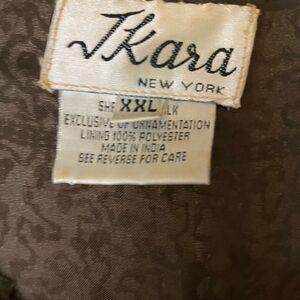 JKara
NEW YORK
XXL
EXCLUSIVE OF ORNAMENTATION
LINING 100% POLYESTER
MADE IN INDIA
SEE REVERSE FOR CARE